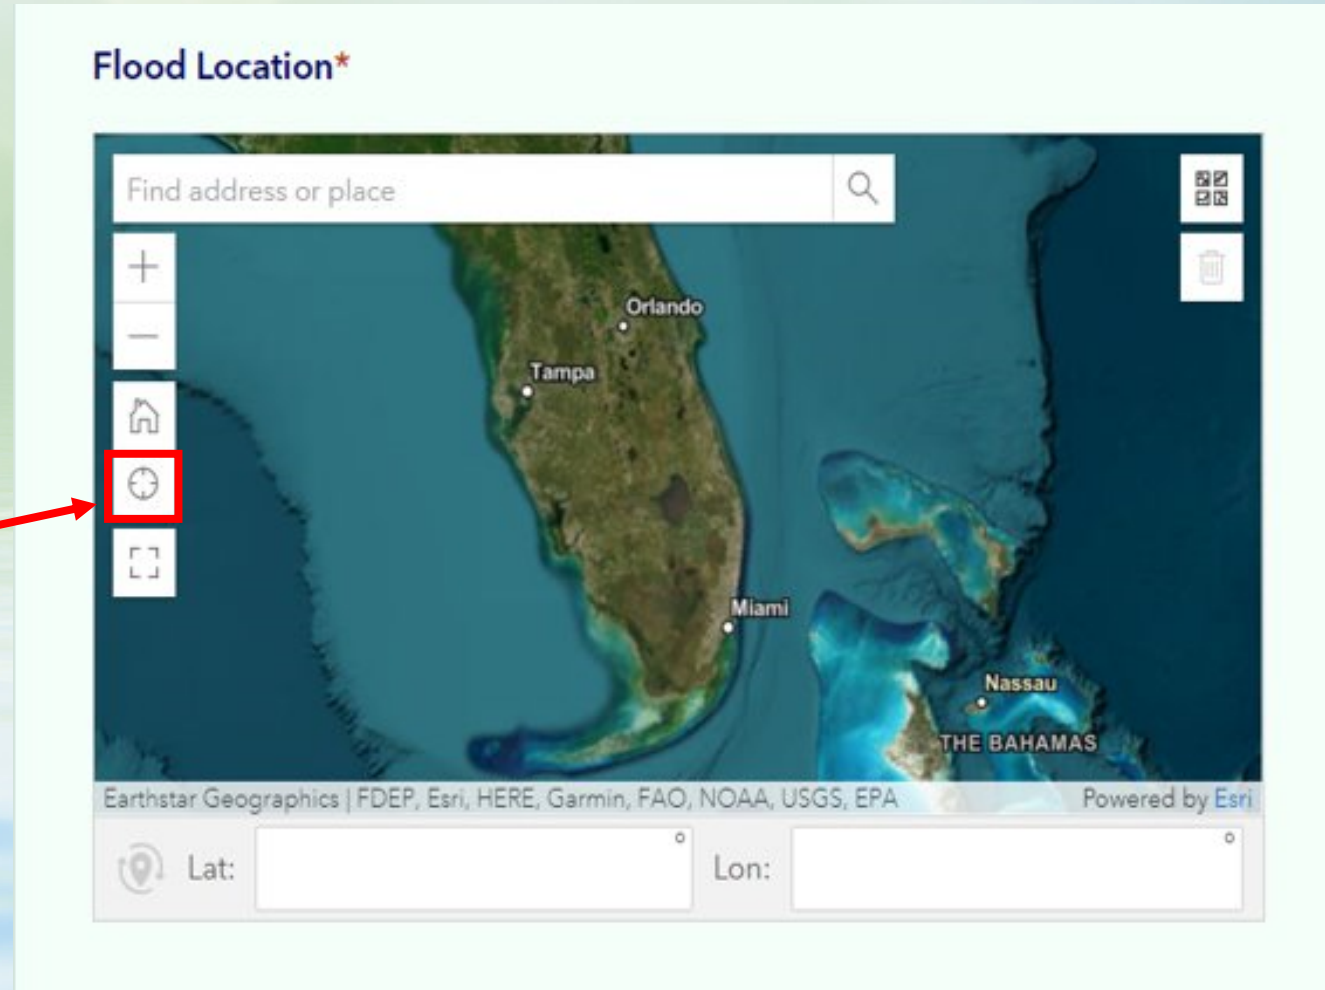 Flood Location*
Find address or place
Orlando
Tampa
Miami
Nassau
THE BAHAMAS
Earthstar Geographics | FDEP, Esri, HERE, Garmin, FAO, NOAA, USGS, EPA Powered by Esri
Lat: ° Lon: °